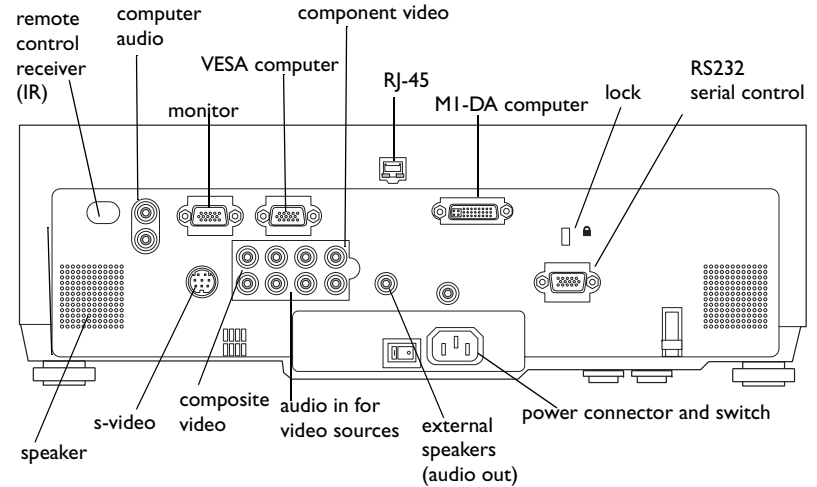 remote
control
receiver
(IR)
computer
audio
component video
VESA computer
monitor
RJ-45
M1-DA computer
lock
RS232
serial control
speaker
s-video
composite
video
audio in for
video sources
external
speakers
(audio out)
power connector and switch